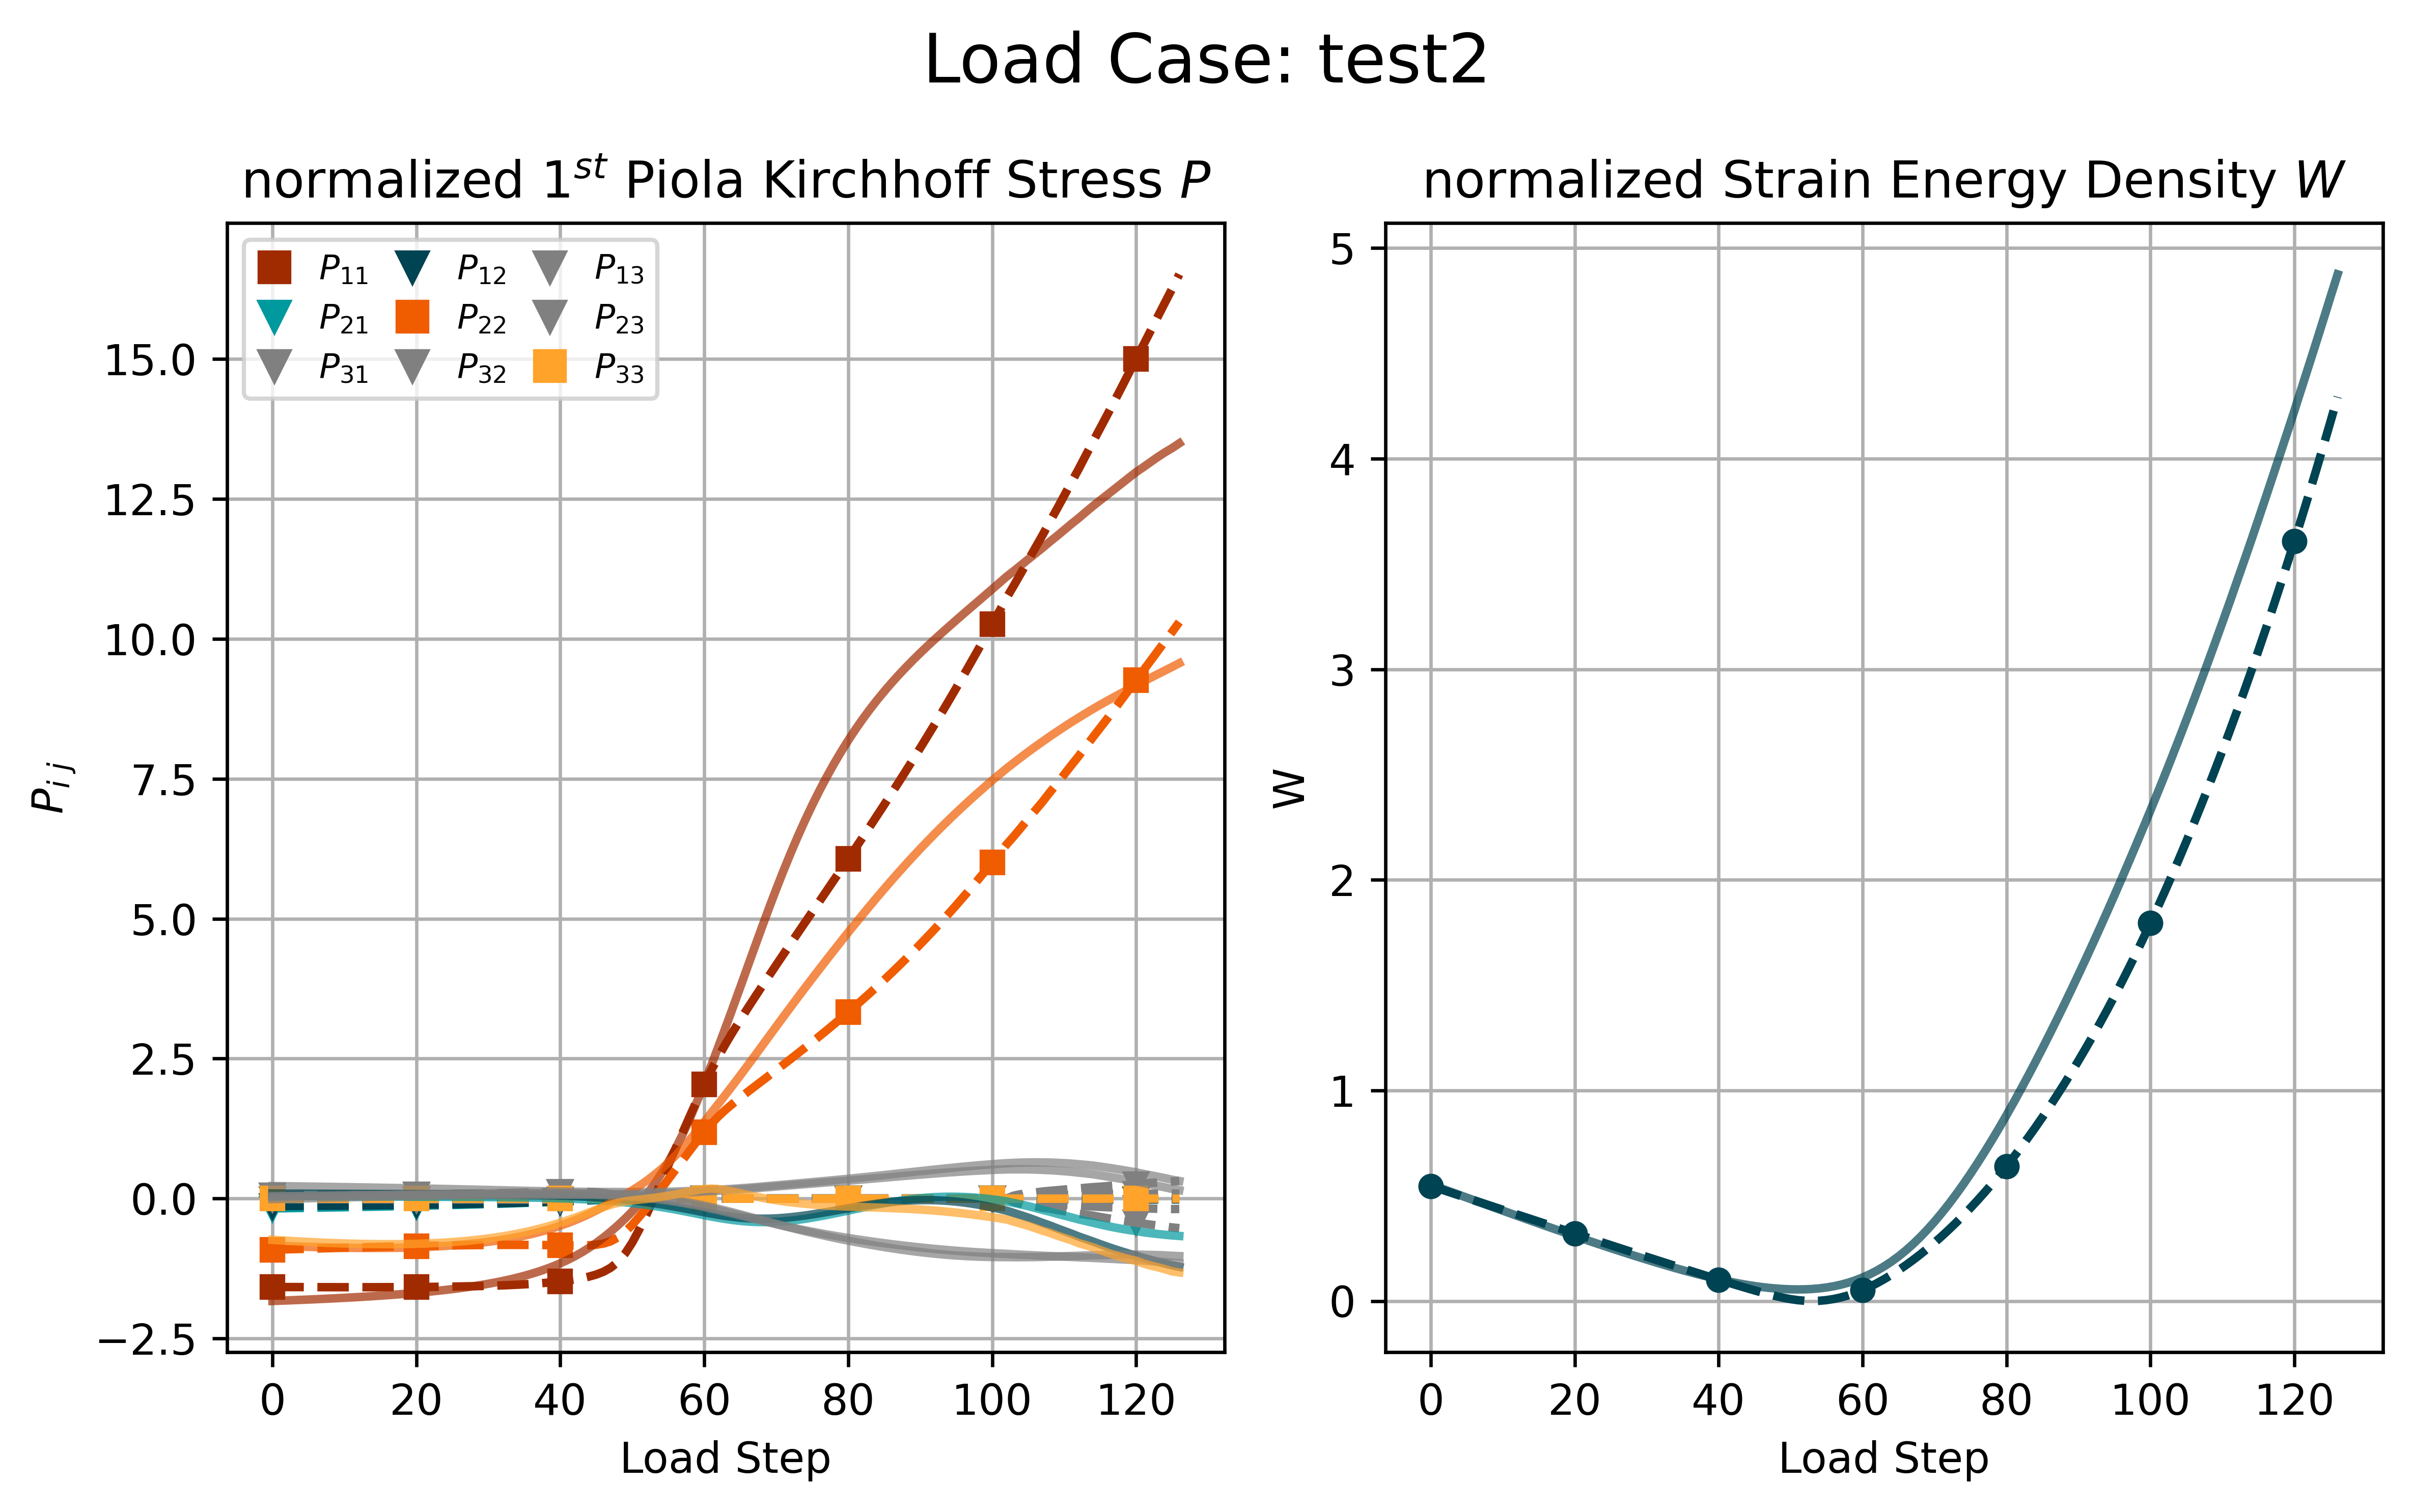 Load Case: test2
normalized 1st Piola Kirchhoff Stress P
P11 P12 P13
P21 P22 P23
P31 P32 P33
15.0
12.5
10.0
7.5
5.0
2.5
0.0
−2.5
Pi j
0 20 40 60 80 100 120
Load Step
normalized Strain Energy Density W
5
4
3
2
1
0
W
0 20 40 60 80 100 120
Load Step